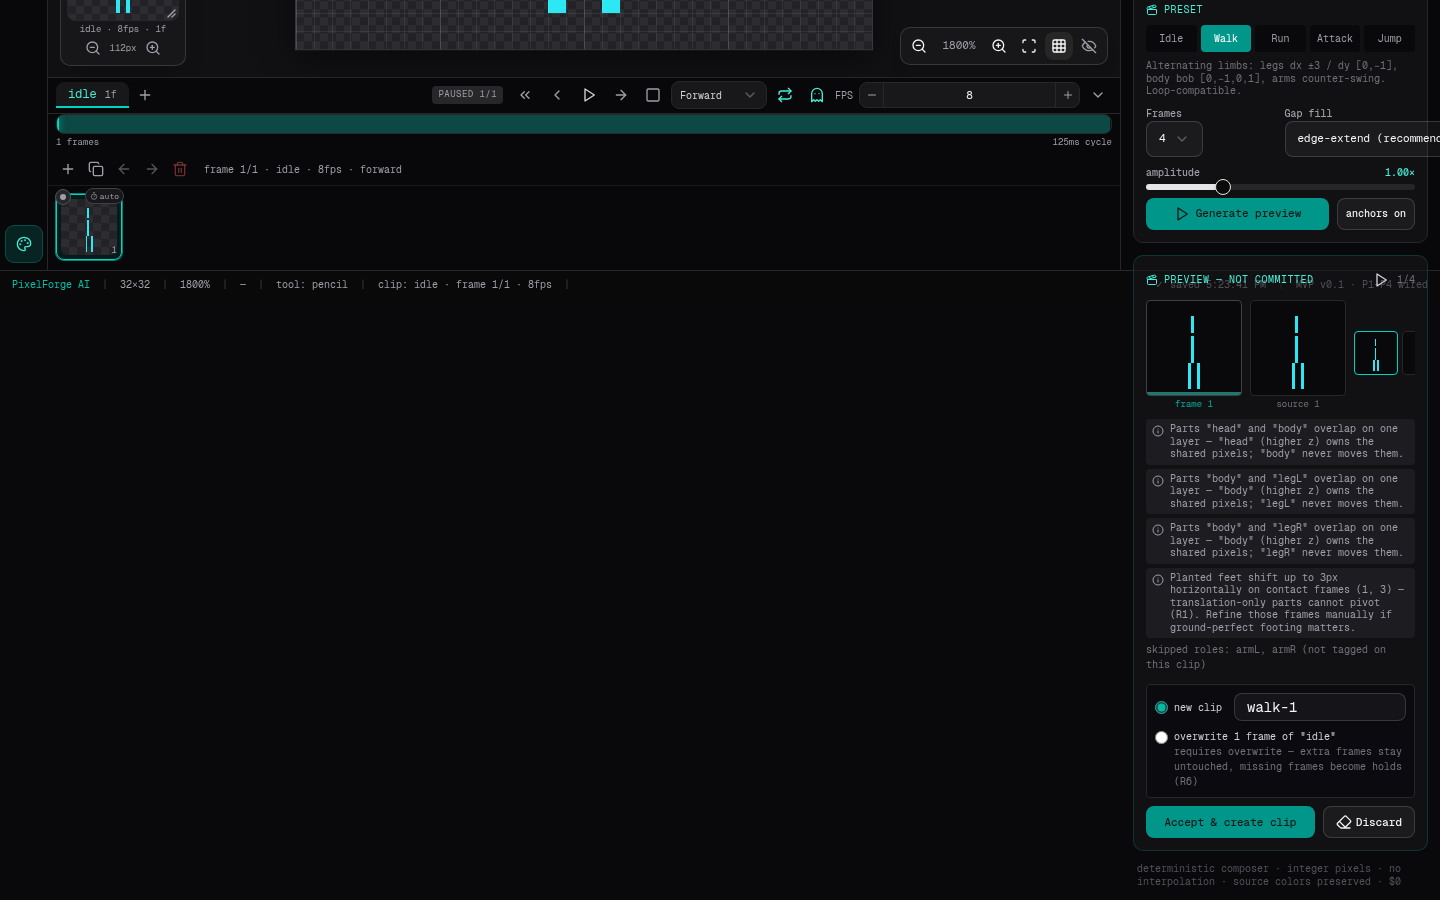 idle · 8fps · 1f
112px
1800%
idle 1f
PAUSED 1/1
Forward
FPS
8
1 frames
125ms cycle
frame 1/1 · idle · 8fps · forward
auto
1
PixelForge AI
32×32
1800%
—
tool: pencil
clip: idle · frame 1/1 · 8fps
PRESET
Idle
Walk
Run
Attack
Jump
Alternating limbs: legs dx ±3 / dy [0,−1],
body bob [0,−1,0,1], arms counter-swing.
Loop-compatible.
Frames
Gap fill
4
edge-extend (recommend
amplitude
1.00×
Generate preview
anchors on
PREVIEW — NOT COMMITTED
1/4
saved 5:23:41 PM
MVP v0.1 · P1-P4 wired
frame 1
source 1
Parts "head" and "body" overlap on one
layer — "head" (higher z) owns the
shared pixels; "body" never moves them.
Parts "body" and "legL" overlap on one
layer — "body" (higher z) owns the
shared pixels; "legL" never moves them.
Parts "body" and "legR" overlap on one
layer — "body" (higher z) owns the
shared pixels; "legR" never moves them.
Planted feet shift up to 3px
horizontally on contact frames (1, 3) —
translation-only parts cannot pivot
(R1). Refine those frames manually if
ground-perfect footing matters.
skipped roles: armL, armR (not tagged on
this clip)
new clip
walk-1
overwrite 1 frame of "idle"
requires overwrite — extra frames stay
untouched, missing frames become holds
(R6)
Accept & create clip
Discard
deterministic composer · integer pixels · no
interpolation · source colors preserved · $0